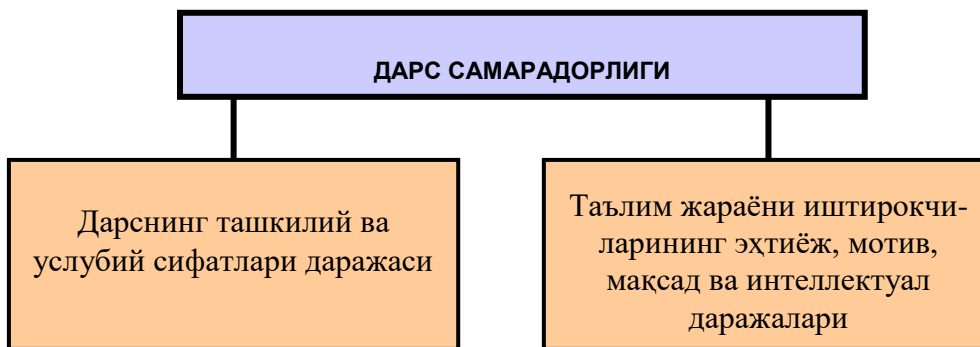 ДАРС САМАРАДОРЛИГИ
Дарснинг ташкилий ва
услубий сифатлари даражаси
Таълим жараёни иштирокчи-
ларининг эҳтиёж, мотив,
мақсад ва интеллектуал
даражалари